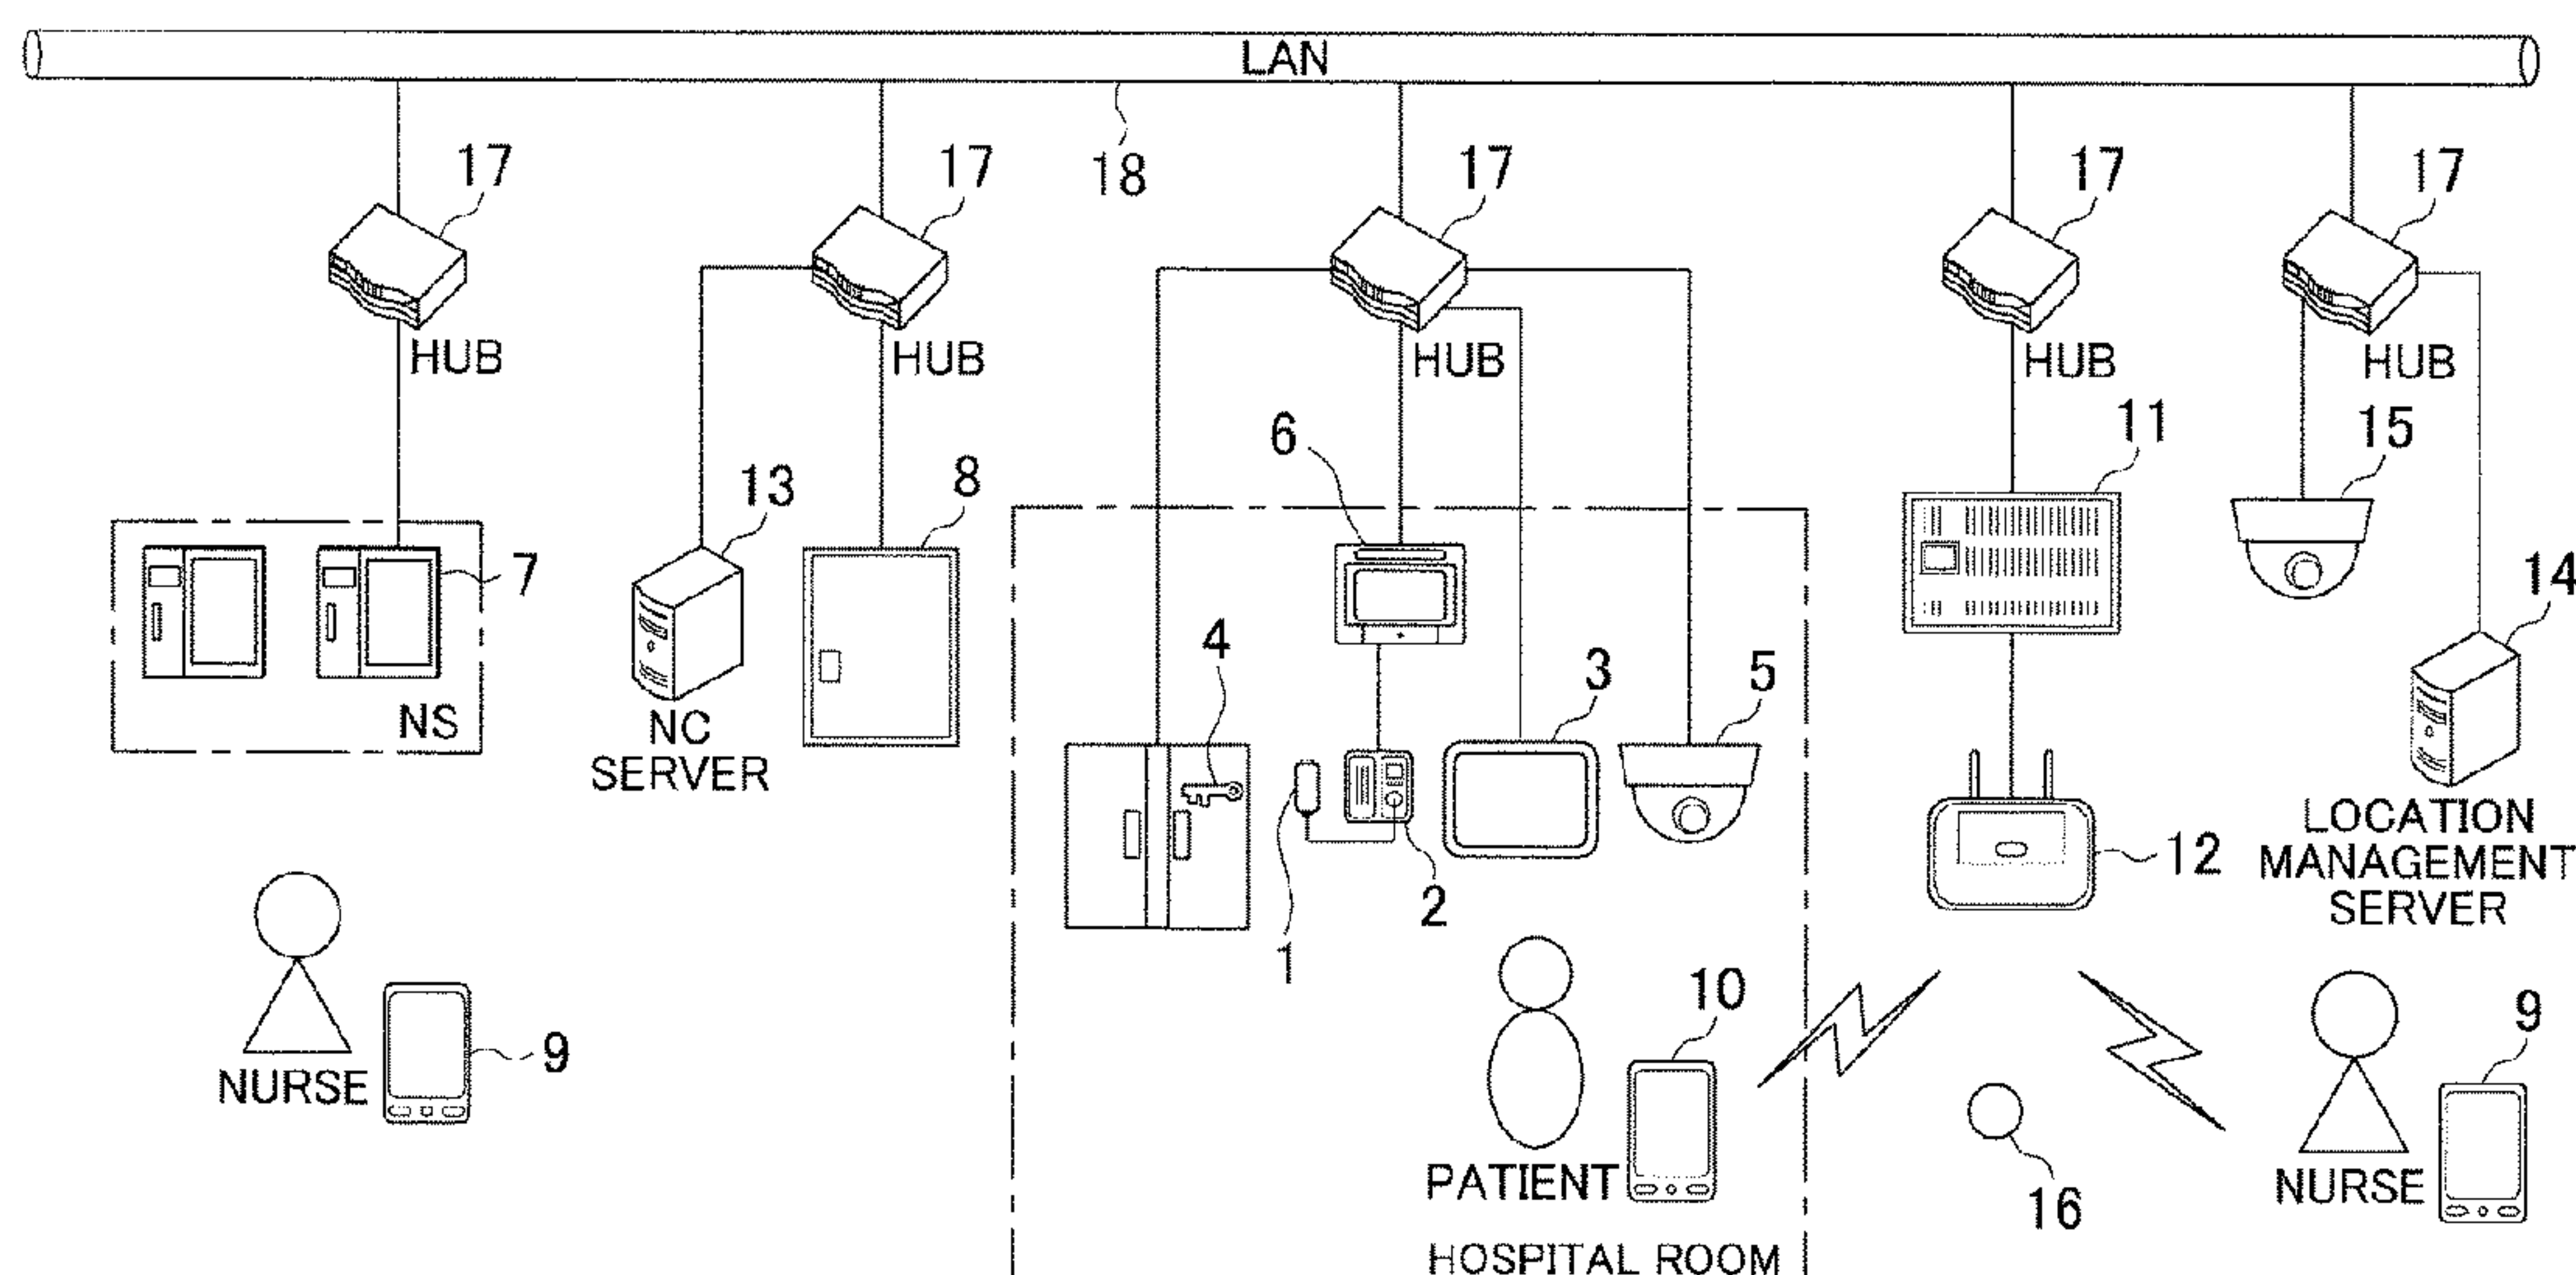 LAN
18
17
17
17
17
17
HUB
HUB
HUB
HUB
HUB
6
11
15
13
8
7
14
4
3
5
NS
NC
SERVER
1
2
12
LOCATION
MANAGEMENT
SERVER
10
9
9
NURSE
PATIENT
16
NURSE
HOSPITAL ROOM